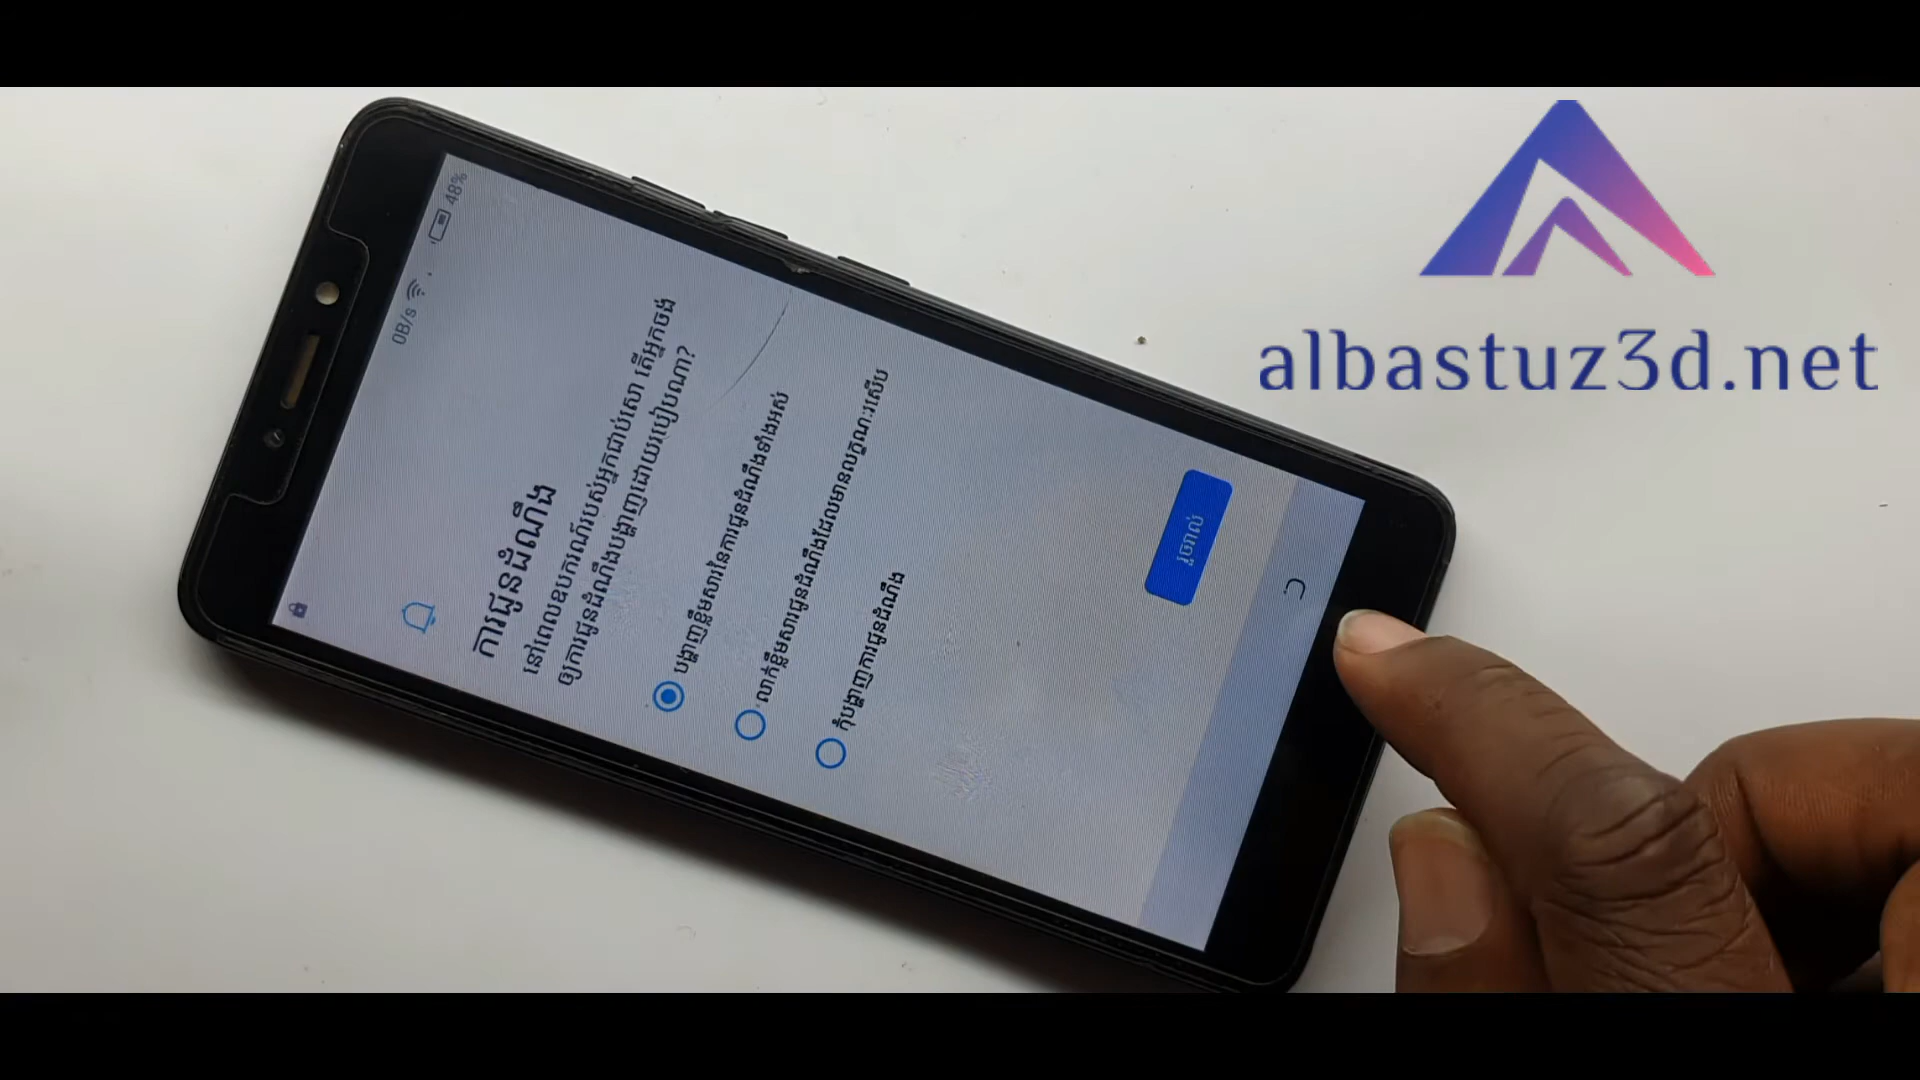 48%
0B/s
ការជូនដំណឹង
នៅពេលឧបករណ៍របស់អ្នកជាប់សោ តើអ្នកចង់
ឲ្យការជូនដំណឹងបង្ហាញដោយរបៀបណា?
បង្ហាញខ្លឹមសារនៃការជូនដំណឹងទាំងអស់
លាក់ខ្លឹមសារជូនដំណឹងដែលមានលក្ខណៈរសើប
កុំបង្ហាញការជូនដំណឹង
រួចរាល់
albastuz3d.net